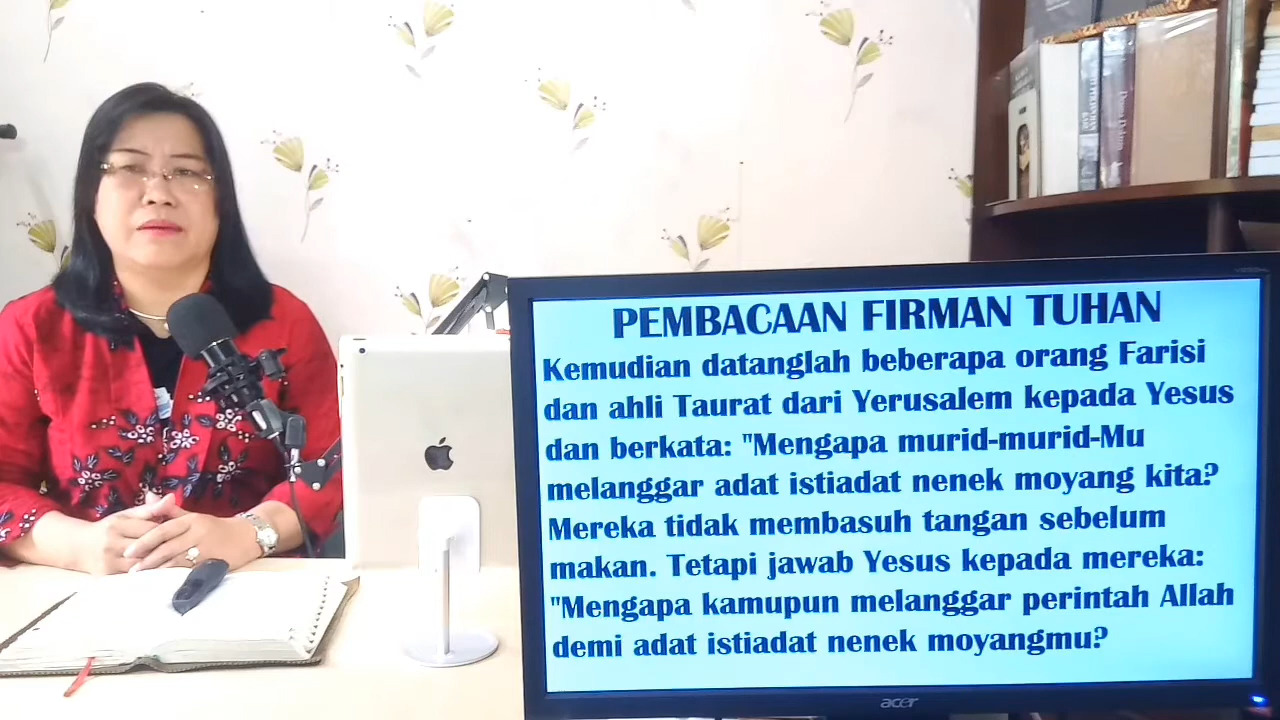 PEMBACAAN FIRMAN TUHAN
Kemudian datanglah beberapa orang Farisi
dan ahli Taurat dari Yerusalem kepada Yesus
dan berkata: "Mengapa murid-murid-Mu
melanggar adat istiadat nenek moyang kita?
Mereka tidak membasuh tangan sebelum
makan. Tetapi jawab Yesus kepada mereka:
"Mengapa kamupun melanggar perintah Allah
demi adat istiadat nenek moyangmu?
acer